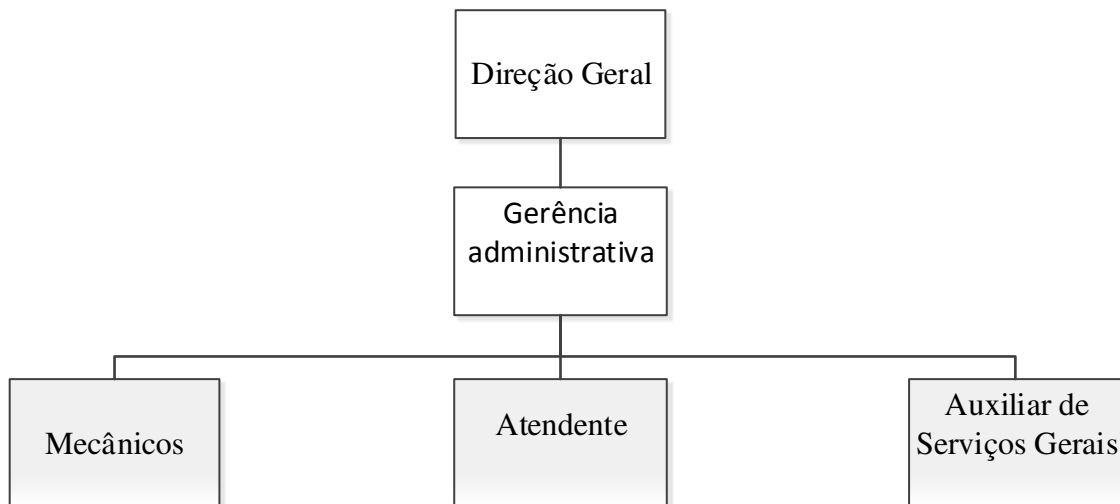 Direção Geral
Gerência
administrativa
Mecânicos
Atendente
Auxiliar de
Serviços Gerais